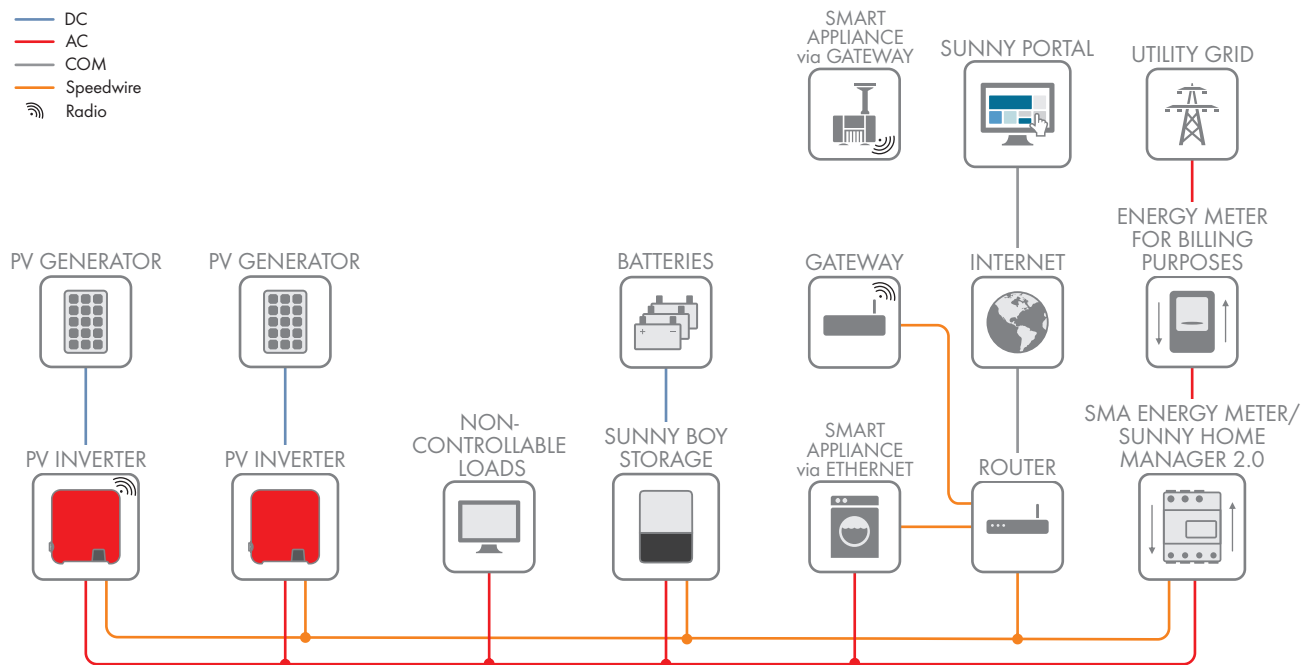 DC
AC
COM
Speedwire
Radio
SMART
APPLIANCE
via GATEWAY
SUNNY PORTAL
UTILITY GRID
ENERGY METER
FOR BILLING
PURPOSES
PV GENERATOR
PV GENERATOR
BATTERIES
GATEWAY
INTERNET
+ −
SMA ENERGY METER/
SUNNY HOME
MANAGER 2.0
NON-
CONTROLLABLE
LOADS
SUNNY BOY
STORAGE
SMART
APPLIANCE
via ETHERNET
PV INVERTER
PV INVERTER
ROUTER